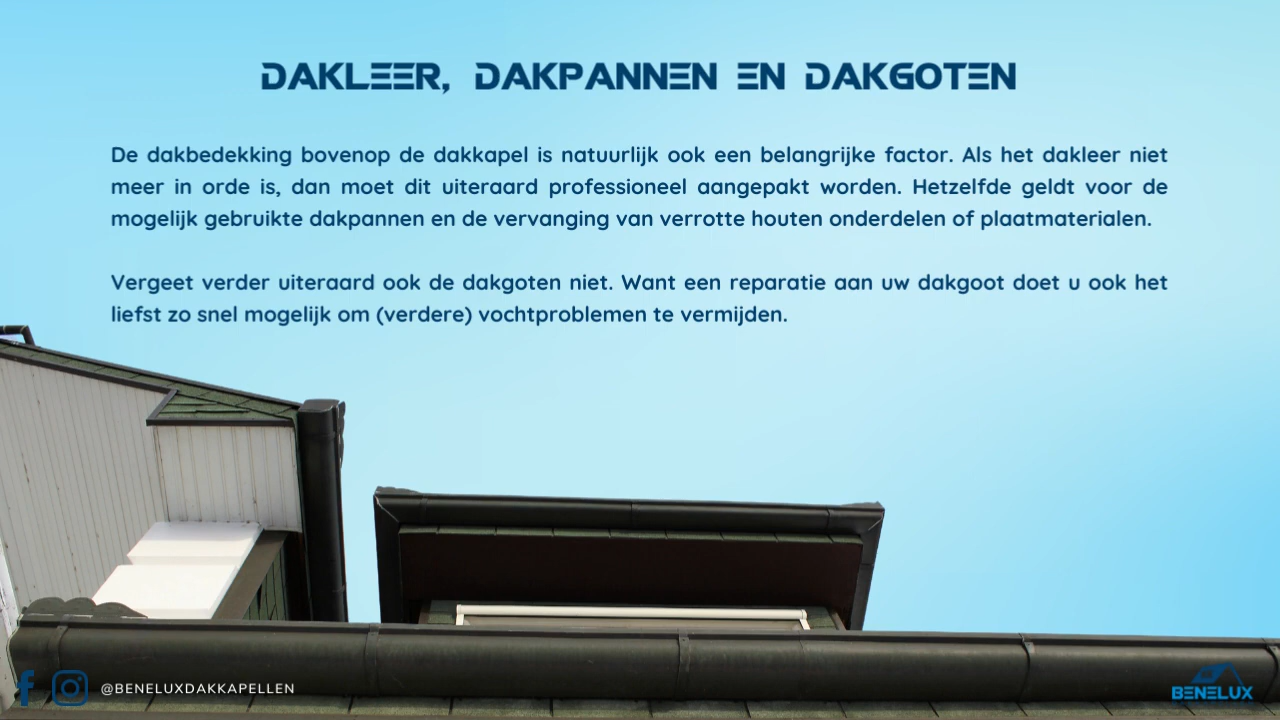 DAKLEER, DAKPANNEN EN DAKGOTEN
De dakbedekking bovenop de dakkapel is natuurlijk ook een belangrijke factor. Als het dakleer niet
meer in orde is, dan moet dit uiteraard professioneel aangepakt worden. Hetzelfde geldt voor de
mogelijk gebruikte dakpannen en de vervanging van verrotte houten onderdelen of plaatmaterialen.
Vergeet verder uiteraard ook de dakgoten niet. Want een reparatie aan uw dakgoot doet u ook het
liefst zo snel mogelijk om (verdere) vochtproblemen te vermijden.
@BENELUXDAKKAPELLEN
BENELUX